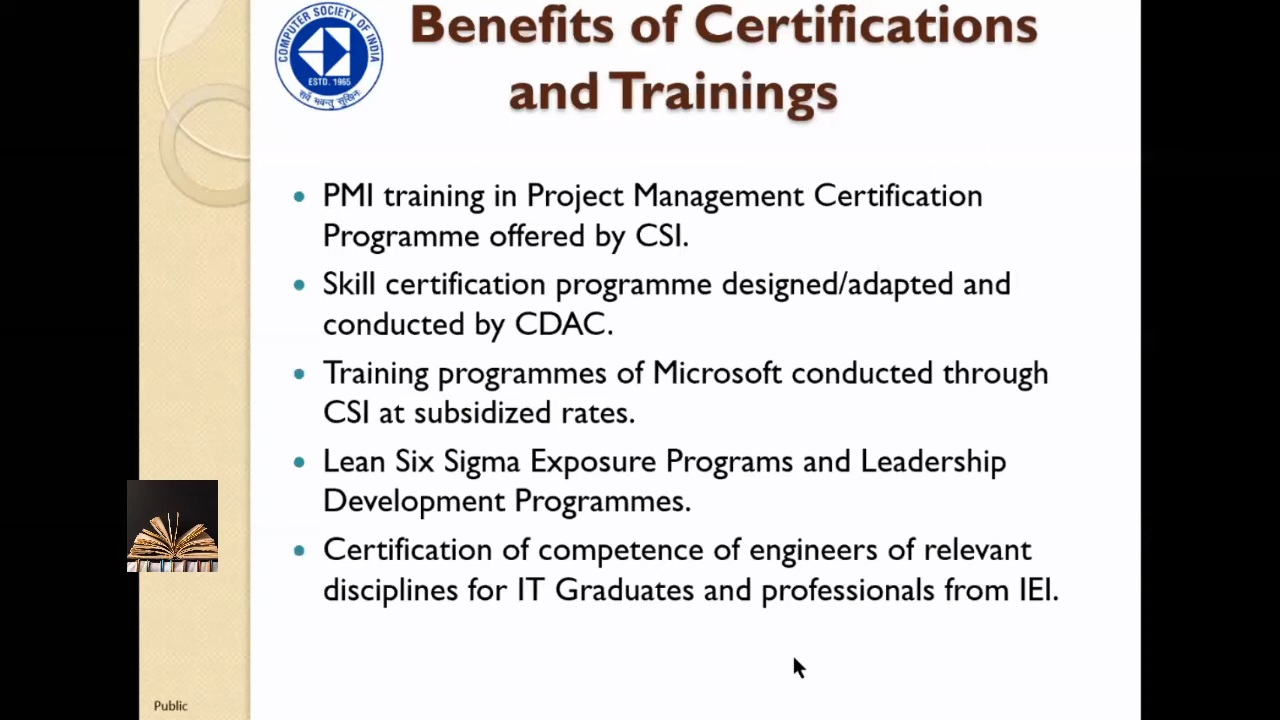 COMPUTER SOCIETY OF INDIA
ESTD. 1965
सर्वे भवन्तु सुखिनः
Benefits of Certifications
and Trainings
• PMI training in Project Management Certification
Programme offered by CSI.
• Skill certification programme designed/adapted and
conducted by CDAC.
• Training programmes of Microsoft conducted through
CSI at subsidized rates.
• Lean Six Sigma Exposure Programs and Leadership
Development Programmes.
• Certification of competence of engineers of relevant
disciplines for IT Graduates and professionals from IEI.
Public